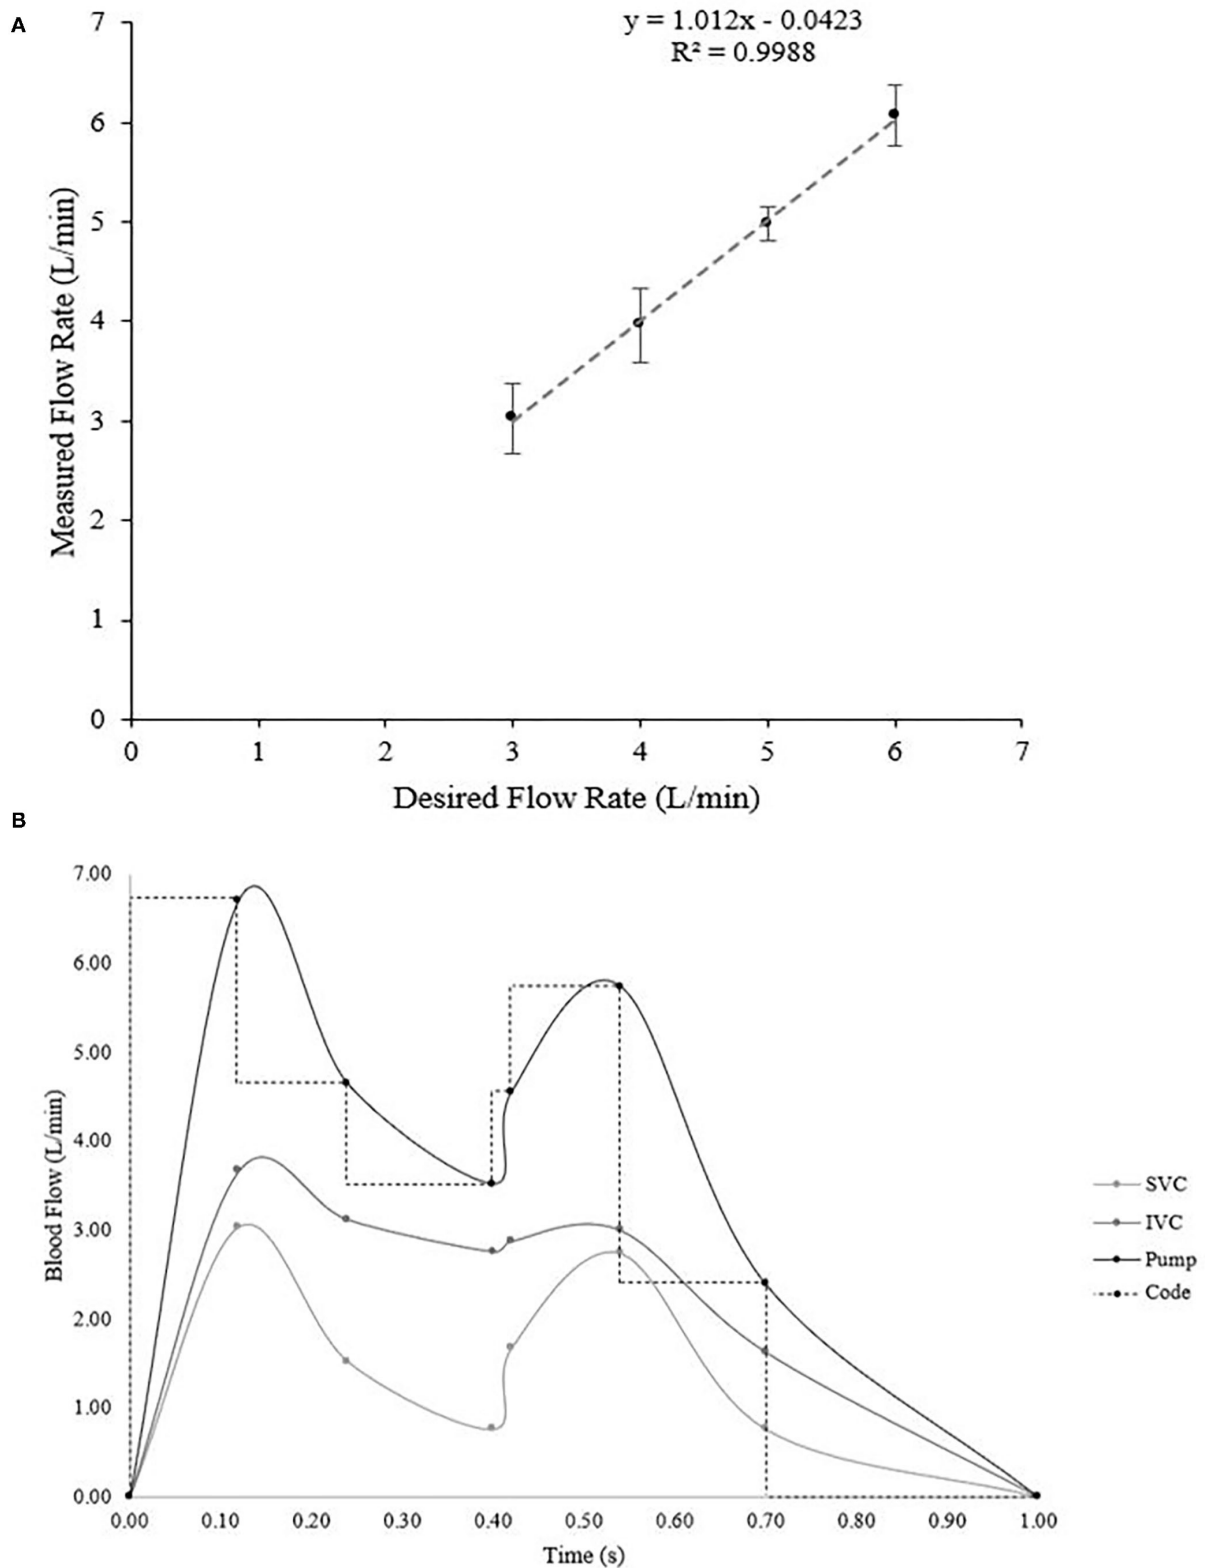 A
y = 1.012x - 0.0423
R² = 0.9988
7
6
5
4
3
2
1
0
Measured Flow Rate (L/min)
0 1 2 3 4 5 6 7
Desired Flow Rate (L/min)
B
7.00
6.00
5.00
4.00
3.00
2.00
1.00
0.00
Blood Flow (L/min)
SVC
IVC
Pump
Code
0.00 0.10 0.20 0.30 0.40 0.50 0.60 0.70 0.80 0.90 1.00
Time (s)